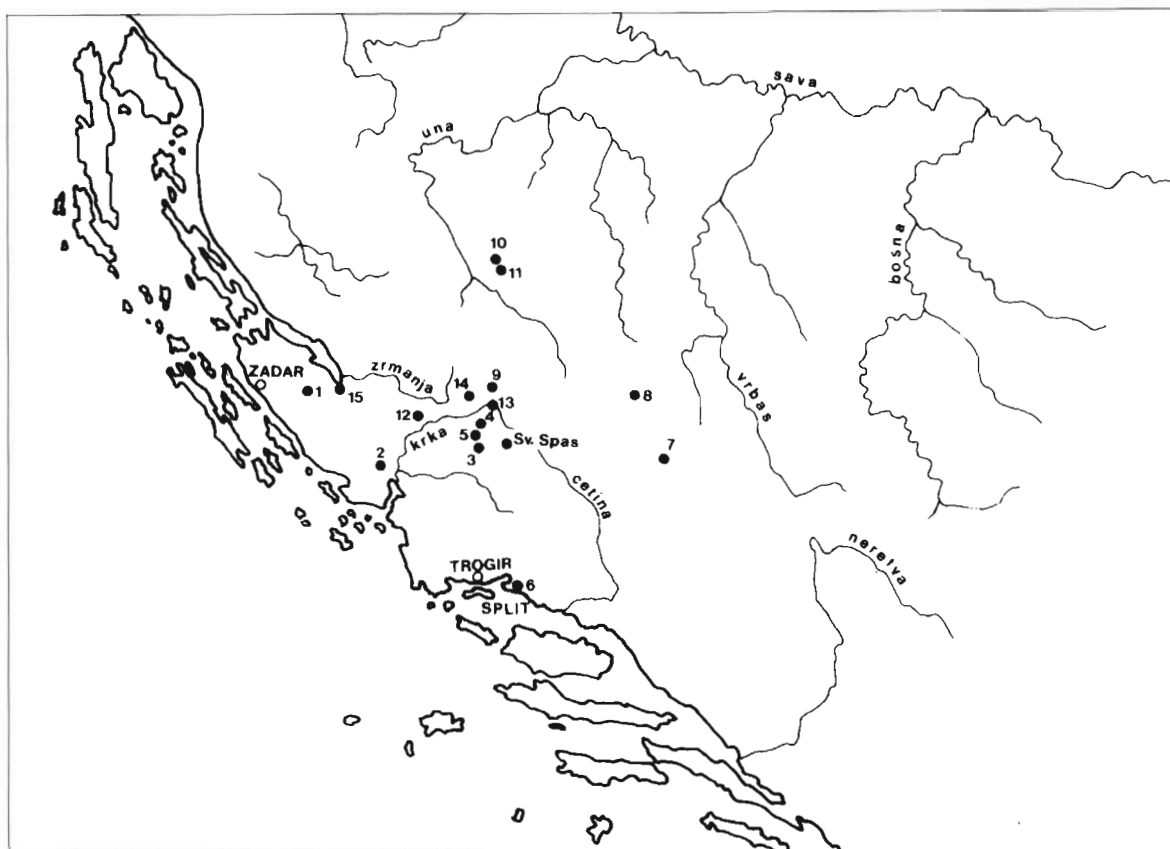 sava
una
bosna
10
11
zrmanja
ZADAR
1
15
14
9
13
12
4
krka
5
Sv. Spas
3
2
8
vrbas
7
cetina
neretva
TROGIR
6
SPLIT